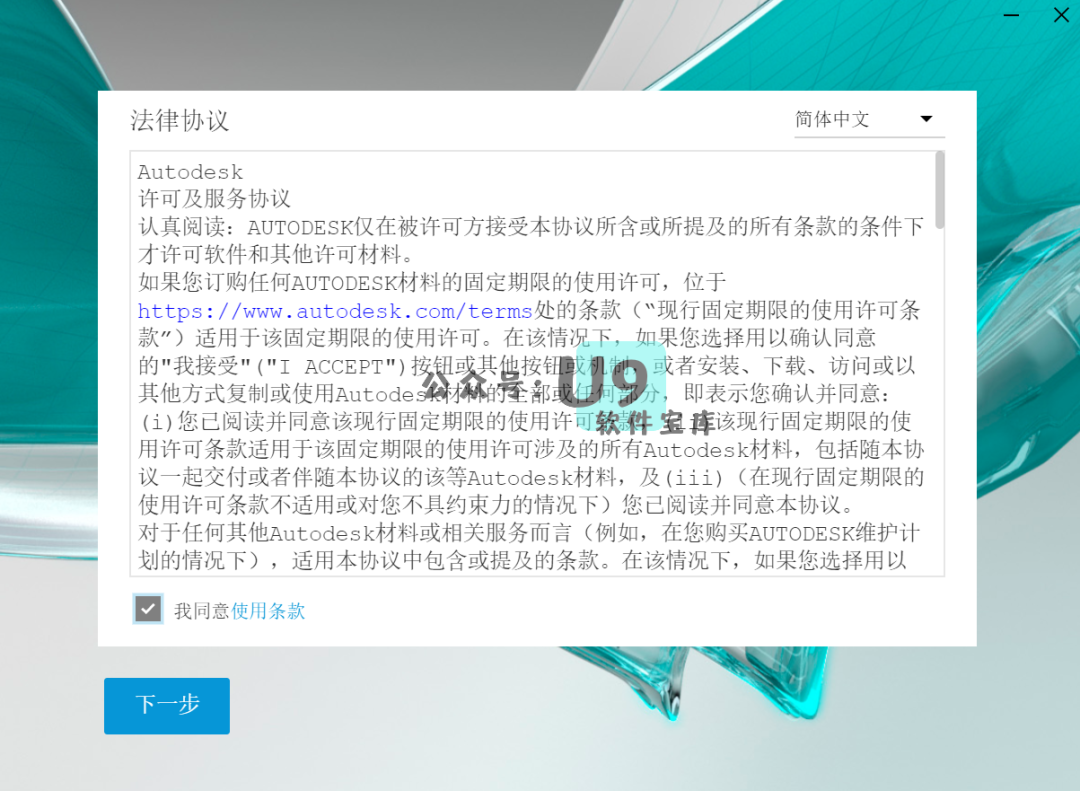 法律协议
简体中文
Autodesk
许可及服务协议
认真阅读：AUTODESK仅在被许可方接受本协议所含或所提及的所有条款的条件下
才许可软件和其他许可材料。
如果您订购任何AUTODESK材料的固定期限的使用许可，位于
https://www.autodesk.com/terms处的条款（“现行固定期限的使用许可条
款”）适用于该固定期限的使用许可。在该情况下，如果您选择用以确认同意
的"我接受"("I ACCEPT")按钮或其他按钮或机制，或者安装、下载、访问或以
其他方式复制或使用Autodesk材料的全部或任何部分，即表示您确认并同意：
(i)您已阅读并同意该现行固定期限的使用许可条款 该现行固定期限的使
用许可条款适用于该固定期限的使用许可涉及的所有Autodesk材料，包括随本协
议一起交付或者伴随本协议的该等Autodesk材料，及(iii)（在现行固定期限的
使用许可条款不适用或对您不具约束力的情况下）您已阅读并同意本协议。
对于任何其他Autodesk材料或相关服务而言（例如，在您购买AUTODESK维护计
划的情况下），适用本协议中包含或提及的条款。在该情况下，如果您选择用以
公众号：U9
软件宝库
我同意使用条款
下一步